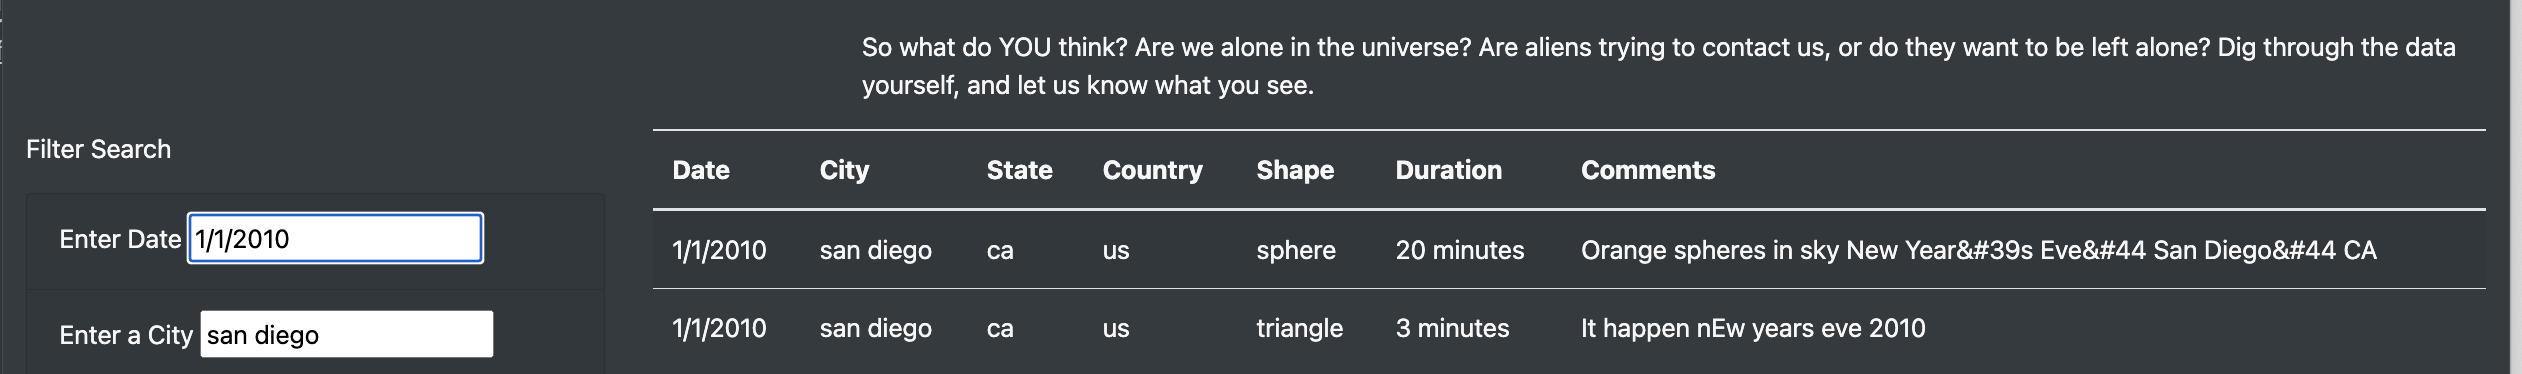 So what do YOU think? Are we alone in the universe? Are aliens trying to contact us, or do they want to be left alone? Dig through the data
yourself, and let us know what you see.
Filter Search
Enter Date 1/1/2010
Enter a City san diego
Date City State Country Shape Duration Comments
1/1/2010 san diego ca us sphere 20 minutes Orange spheres in sky New Year&#39s Eve&#44 San Diego&#44 CA
1/1/2010 san diego ca us triangle 3 minutes It happen nEw years eve 2010